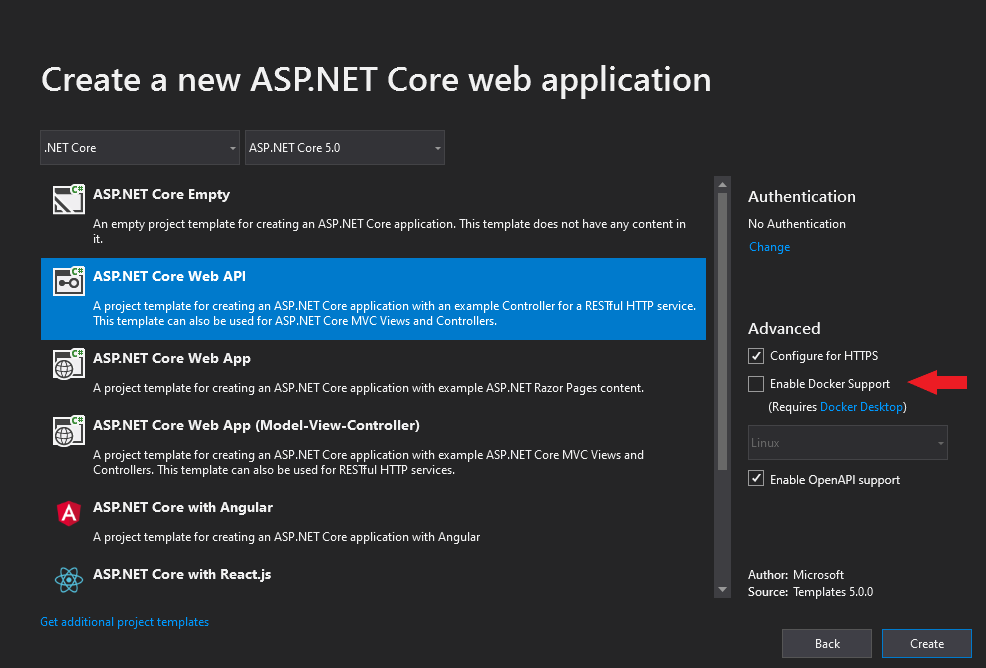 Create a new ASP.NET Core web application
.NET Core
ASP.NET Core 5.0
C#
ASP.NET Core Empty
An empty project template for creating an ASP.NET Core application. This template does not have any content in
it.
C#
ASP.NET Core Web API
A project template for creating an ASP.NET Core application with an example Controller for a RESTful HTTP service.
This template can also be used for ASP.NET Core MVC Views and Controllers.
C#
ASP.NET Core Web App
A project template for creating an ASP.NET Core application with example ASP.NET Razor Pages content.
C#
ASP.NET Core Web App (Model-View-Controller)
A project template for creating an ASP.NET Core application with example ASP.NET Core MVC Views and
Controllers. This template can also be used for RESTful HTTP services.
A
ASP.NET Core with Angular
A project template for creating an ASP.NET Core application with Angular
ASP.NET Core with React.js
Get additional project templates
Authentication
No Authentication
Change
Advanced
Configure for HTTPS
Enable Docker Support
(Requires Docker Desktop)
Linux
Enable OpenAPI support
Author: Microsoft
Source: Templates 5.0.0
Back
Create